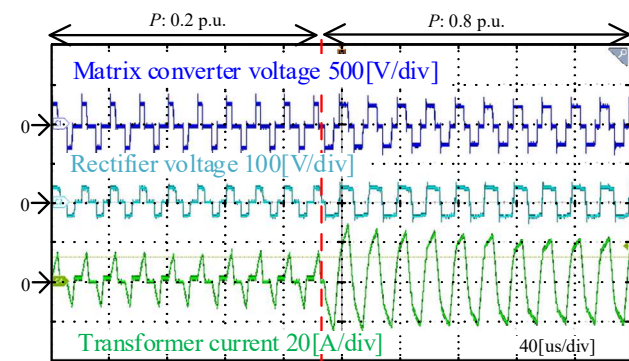 P: 0.2 p.u.
P: 0.8 p.u.
Matrix converter voltage 500[V/div]
0
Rectifier voltage 100[V/div]
0
0
Transformer current 20[A/div]
40[us/div]